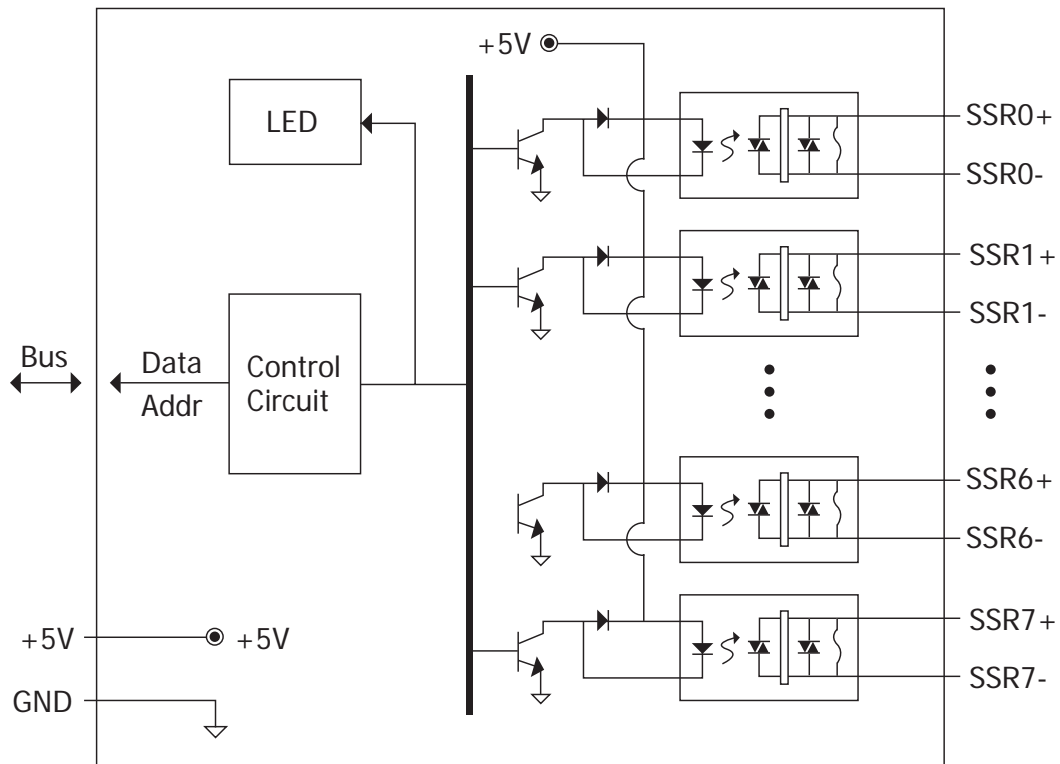 +5V
LED
SSR0+
SSR0-
SSR1+
SSR1-
Bus
Data
Addr
Control
Circuit
SSR6+
SSR6-
+5V
+5V
SSR7+
SSR7-
GND